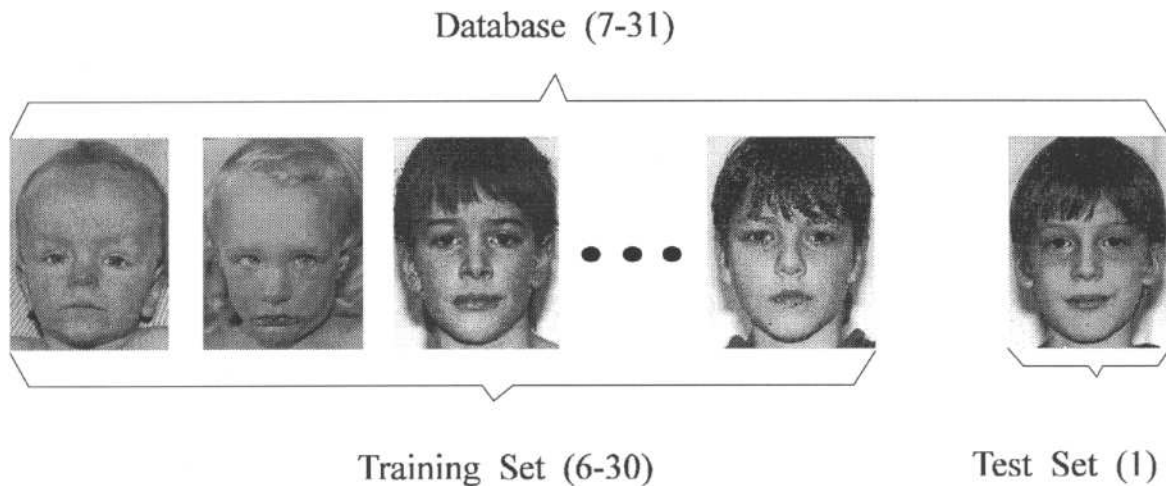 Database (7-31)
Training Set (6-30)
Test Set (1)